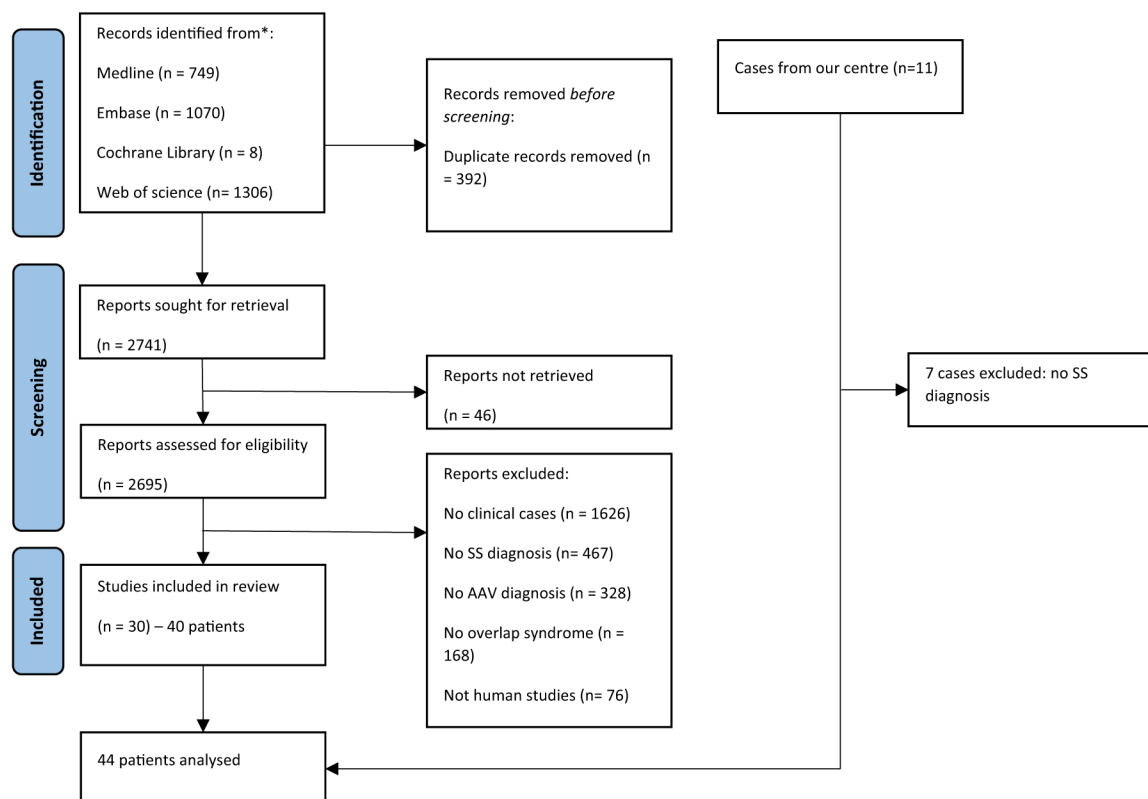 Identification
Records identified from*:
Medline (n = 749)
Embase (n = 1070)
Cochrane Library (n = 8)
Web of science (n= 1306)
Records removed before
screening:
Duplicate records removed (n
= 392)
Cases from our centre (n=11)
Screening
Reports sought for retrieval
(n = 2741)
Reports not retrieved
(n = 46)
7 cases excluded: no SS
diagnosis
Reports assessed for eligibility
(n = 2695)
Reports excluded:
No clinical cases (n = 1626)
No SS diagnosis (n= 467)
No AAV diagnosis (n = 328)
No overlap syndrome (n =
168)
Not human studies (n= 76)
Included
Studies included in review
(n = 30) – 40 patients
44 patients analysed